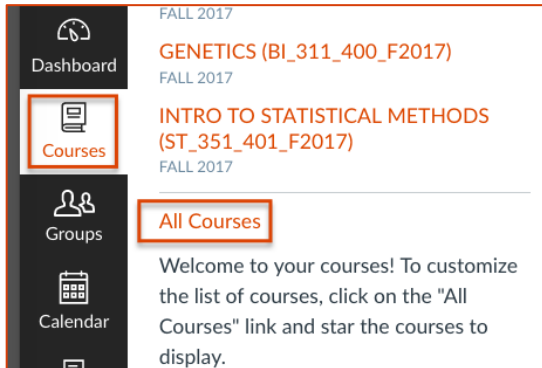 Dashboard
Courses
Groups
Calendar
FALL 2017
GENETICS (BI_311_400_F2017)
FALL 2017
INTRO TO STATISTICAL METHODS
(ST_351_401_F2017)
FALL 2017
All Courses
Welcome to your courses! To customize
the list of courses, click on the "All
Courses" link and star the courses to
display.